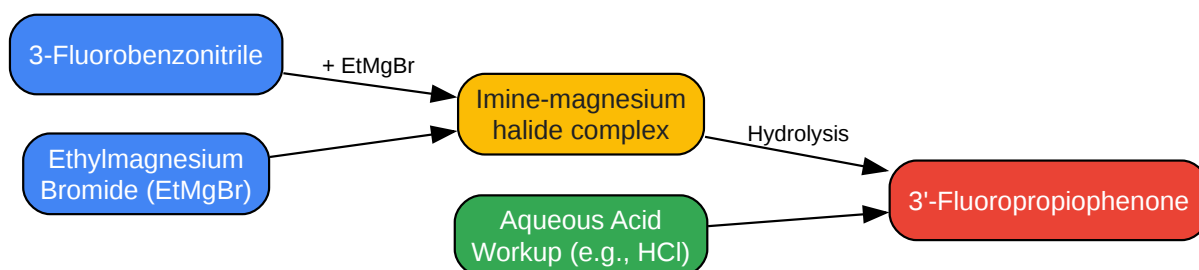 3-Fluorobenzonitrile
+ EtMgBr
Ethylmagnesium
Bromide (EtMgBr)
Imine-magnesium
halide complex
Hydrolysis
Aqueous Acid
Workup (e.g., HCl)
3'-Fluoropropiophenone